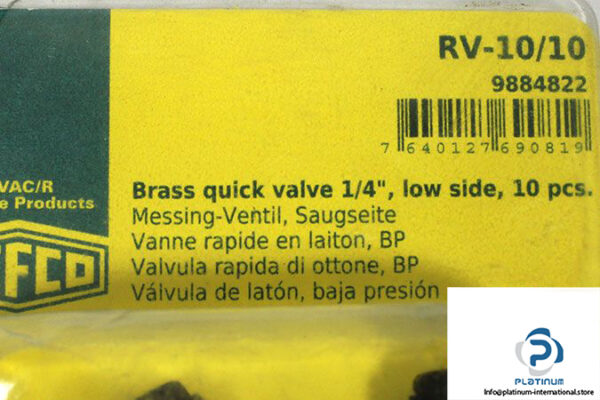 RV-10/10
9884822
7 640127 690819
VAC/R
Products
Brass quick valve 1/4", low side, 10 pcs.
Messing-Ventil, Saugseite
Vanne rapide en laiton, BP
Valvula rapida di ottone, BP
Válvula de latón, baja presión
PLATINUM
Info@platinum-international.store